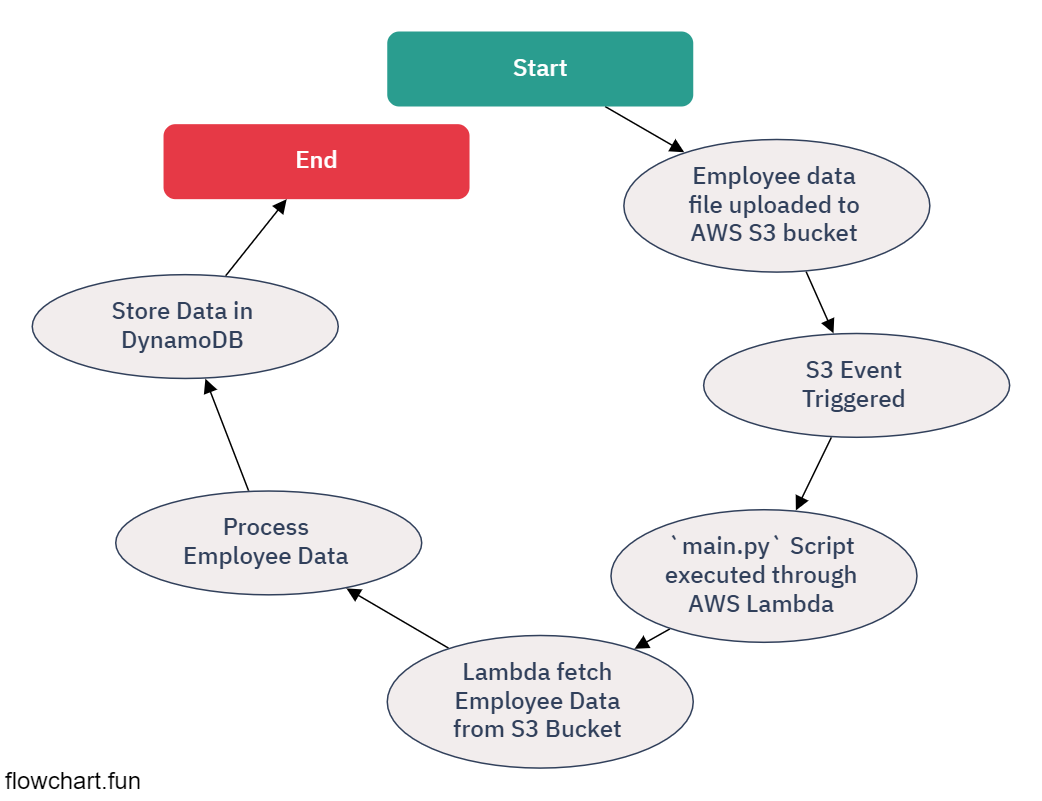 Start
End
Employee data
file uploaded to
AWS S3 bucket
S3 Event
Triggered
`main.py` Script
executed through
AWS Lambda
Lambda fetch
Employee Data
from S3 Bucket
Process
Employee Data
Store Data in
DynamoDB
flowchart.fun